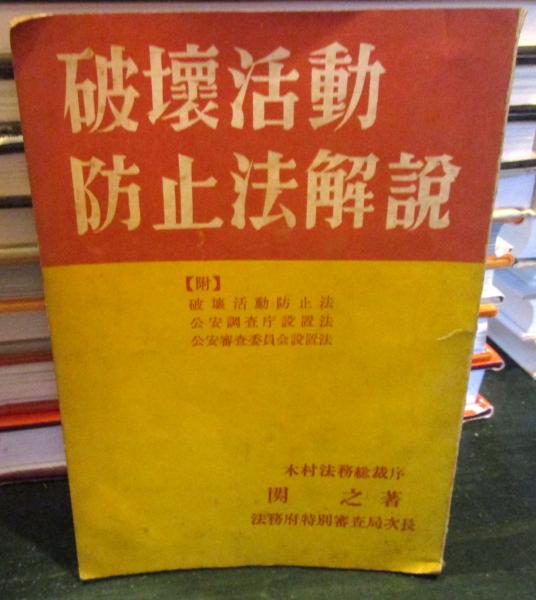 破壞活動
防止法解說
【附】
破壊活動防止法
公安調査庁設置法
公安審査委員会設置法
木村法務総裁序
関之著
法務府特別審査局次長